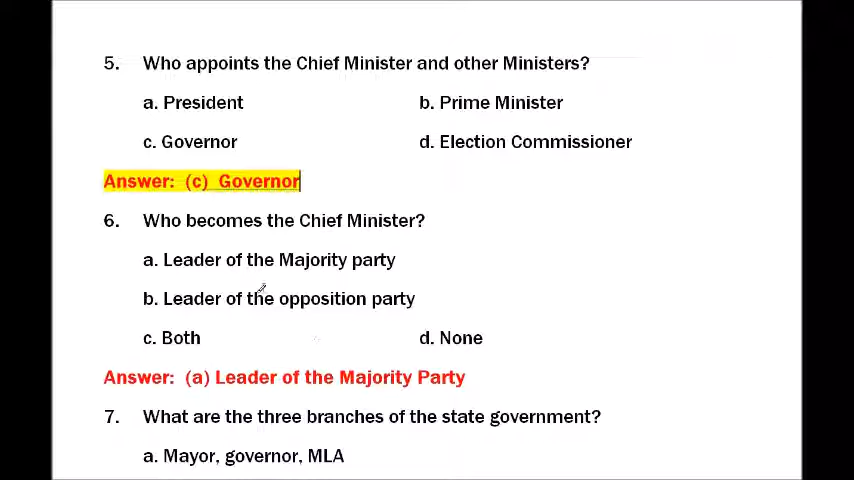 5. Who appoints the Chief Minister and other Ministers?
a. President b. Prime Minister
c. Governor d. Election Commissioner
Answer: (c) Governor
6. Who becomes the Chief Minister?
a. Leader of the Majority party
b. Leader of the opposition party
c. Both d. None
Answer: (a) Leader of the Majority Party
7. What are the three branches of the state government?
a. Mayor, governor, MLA